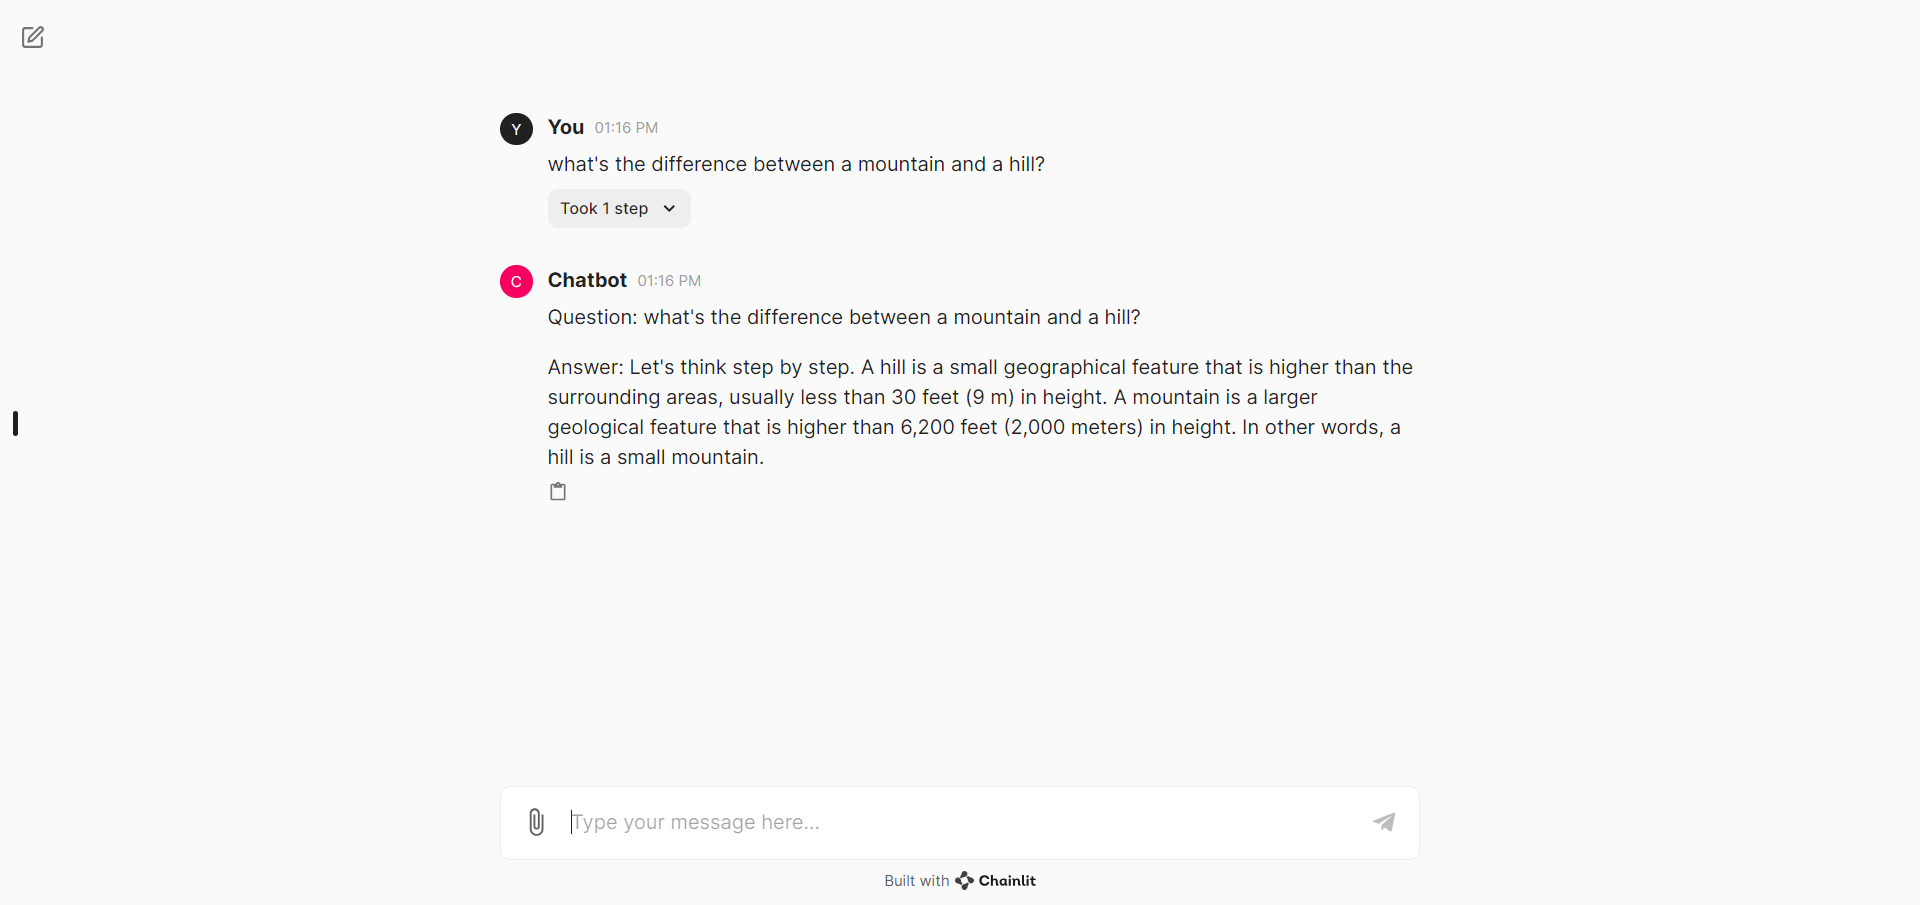 Y You 01:16 PM
what's the difference between a mountain and a hill?
Took 1 step
C Chatbot 01:16 PM
Question: what's the difference between a mountain and a hill?
Answer: Let's think step by step. A hill is a small geographical feature that is higher than the
surrounding areas, usually less than 30 feet (9 m) in height. A mountain is a larger
geological feature that is higher than 6,200 feet (2,000 meters) in height. In other words, a
hill is a small mountain.
Type your message here...
Built with Chainlit